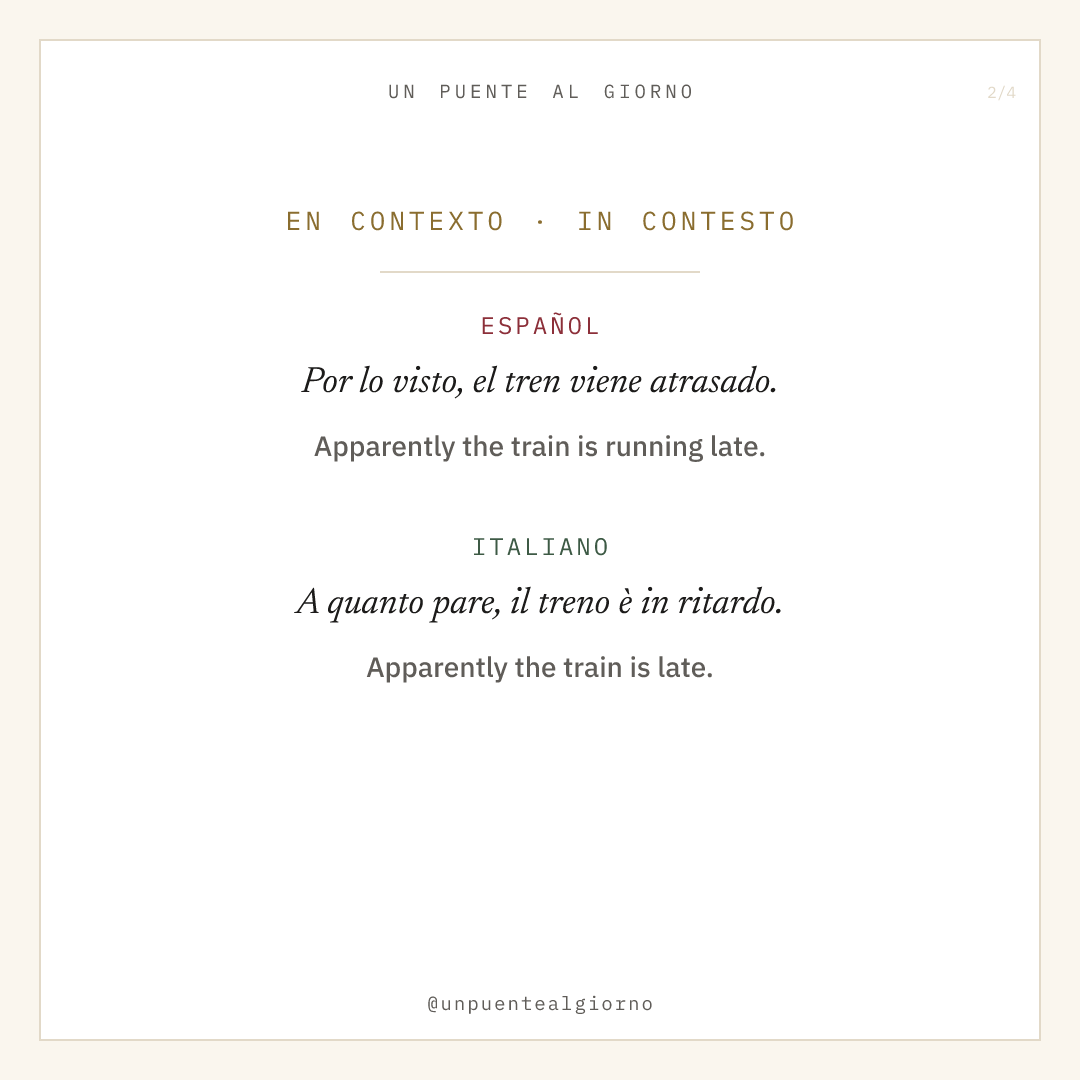 UN PUENTE AL GIORNO
2/4
EN CONTEXTO · IN CONTESTO
ESPAÑOL
Por lo visto, el tren viene atrasado.
Apparently the train is running late.
ITALIANO
A quanto pare, il treno è in ritardo.
Apparently the train is late.
@unpuentealgiorno